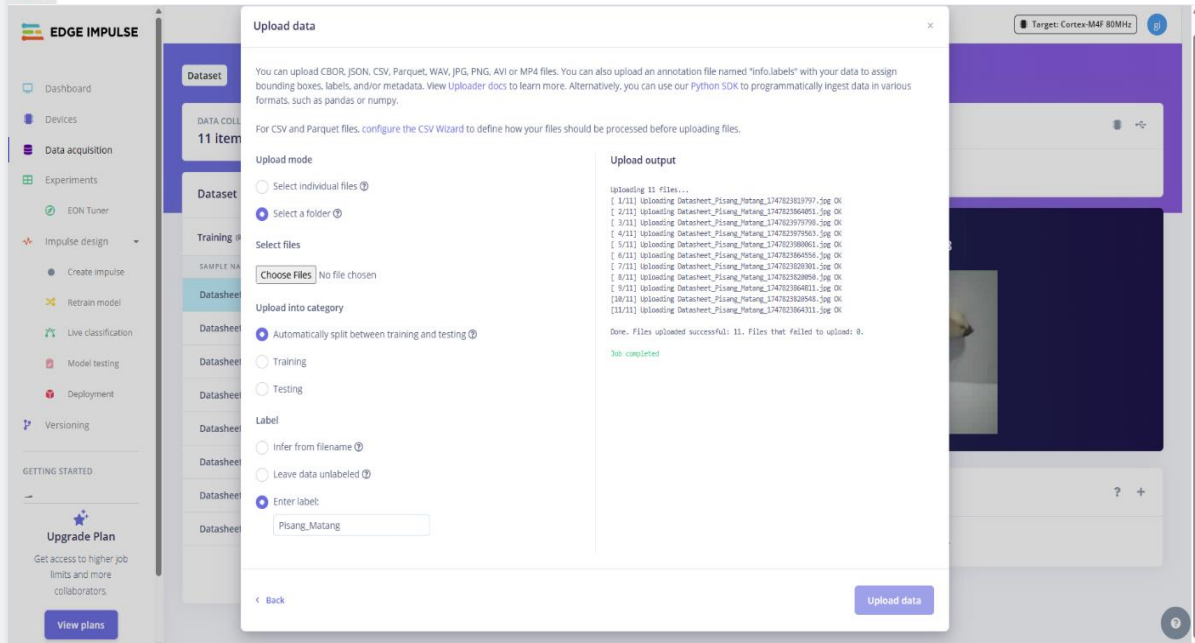 EDGE IMPULSE
Dashboard
Devices
Data acquisition
Experiments
EON Tuner
Impulse design
Create impulse
Retrain model
Live classification
Model testing
Deployment
Versioning
GETTING STARTED
Upgrade Plan
Get access to higher job
limits and more
collaborators.
View plans
Target: Cortex-M4F 80MHz
gi
Dataset
DATA COLL
11 item
Dataset
Training
SAMPLE NA
Datasheet
Datasheet
Datasheet
Datasheet
Datasheet
Datasheet
Datasheet
Datasheet
Upload data
×
You can upload CBOR, JSON, CSV, Parquet, WAV, JPG, PNG, AVI or MP4 files. You can also upload an annotation file named "info.labels" with your data to assign
bounding boxes, labels, and/or metadata. View Uploader docs to learn more. Alternatively, you can use our Python SDK to programmatically ingest data in various
formats, such as pandas or numpy.
For CSV and Parquet files, configure the CSV Wizard to define how your files should be processed before uploading files.
Upload mode
Select individual files ?
Select a folder ?
Select files
Choose Files No file chosen
Upload into category
Automatically split between training and testing ?
Training
Testing
Label
Infer from filename ?
Leave data unlabeled ?
Enter label:
Pisang_Matang
Upload output
Uploading 11 files...
[ 1/11] Uploading Datasheet_Pisang_Matang_1747823819797.jpg OK
[ 2/11] Uploading Datasheet_Pisang_Matang_1747823864051.jpg OK
[ 3/11] Uploading Datasheet_Pisang_Matang_1747823979798.jpg OK
[ 4/11] Uploading Datasheet_Pisang_Matang_1747823979563.jpg OK
[ 5/11] Uploading Datasheet_Pisang_Matang_1747823980061.jpg OK
[ 6/11] Uploading Datasheet_Pisang_Matang_1747823864556.jpg OK
[ 7/11] Uploading Datasheet_Pisang_Matang_1747823820301.jpg OK
[ 8/11] Uploading Datasheet_Pisang_Matang_1747823820050.jpg OK
[ 9/11] Uploading Datasheet_Pisang_Matang_1747823864811.jpg OK
[10/11] Uploading Datasheet_Pisang_Matang_1747823820548.jpg OK
[11/11] Uploading Datasheet_Pisang_Matang_1747823864311.jpg OK
Done. Files uploaded successful: 11. Files that failed to upload: 0.
Job completed
< Back
Upload data
? +
?